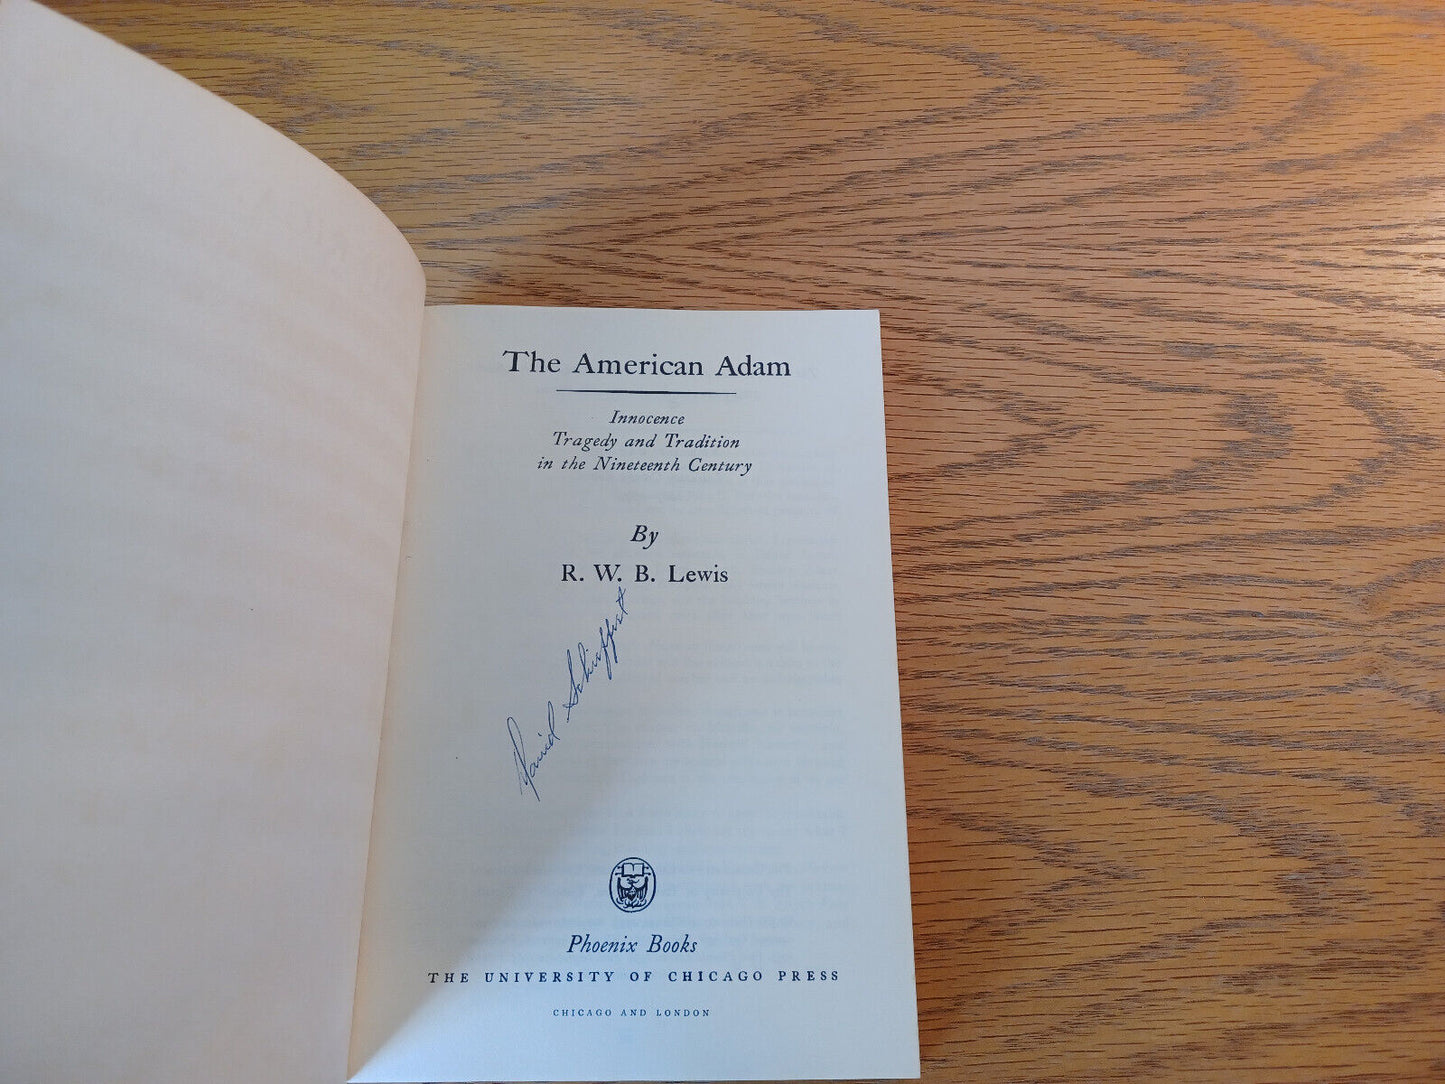 The American Adam
Innocence
Tragedy and Tradition
in the Nineteenth Century
By
R. W. B. Lewis
David
Phoenix Books
THE UNIVERSITY OF CHICAGO PRESS
CHICAGO AND LONDON